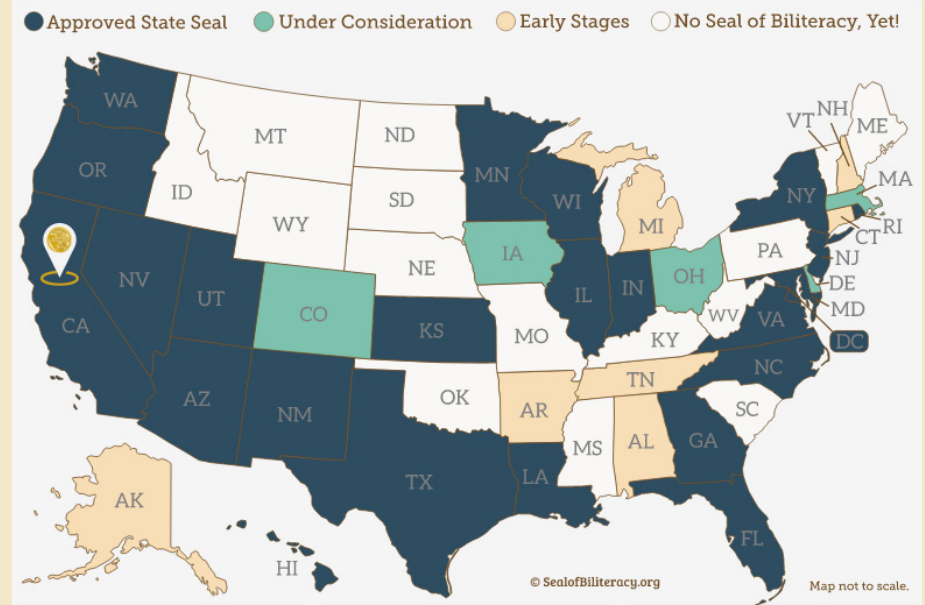 Approved State Seal Under Consideration Early Stages No Seal of Biliteracy, Yet!
WA
MT
ND
VT NH ME
OR
MN
ID
SD
WI
NY
MA
WY
MI
RI
CT
IA
PA
NE
NJ
NV
OH
DE
UT
IL IN
MD
CO
WV
VA
CA
KS
MO
KY
DC
NC
TN
AZ
OK
NM
AR
SC
MS AL GA
TX
LA
AK
FL
HI
© SealofBiliteracy.org
Map not to scale.